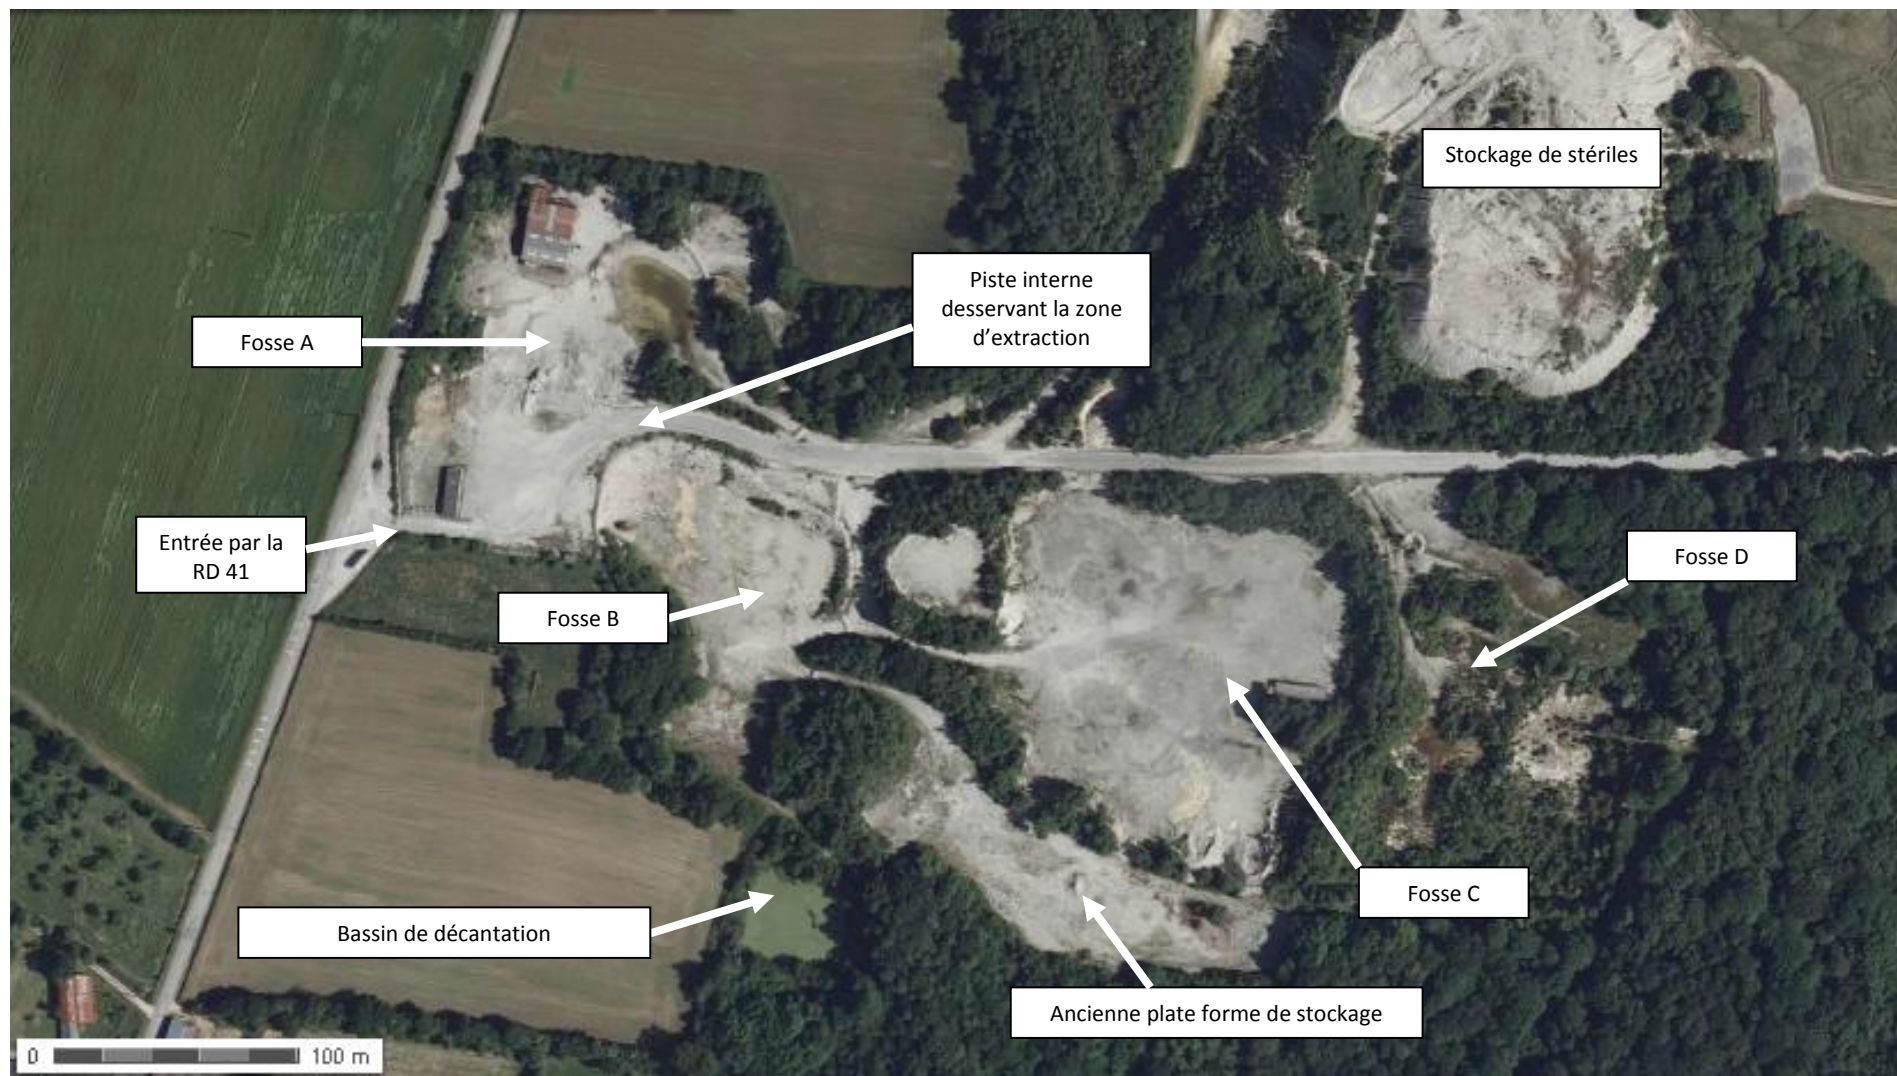 Stockage de stériles
Piste interne
desservant la zone
d’extraction
Fosse A
Entrée par la
RD 41
Fosse D
Fosse B
Fosse C
Bassin de décantation
Ancienne plate forme de stockage
0 100 m